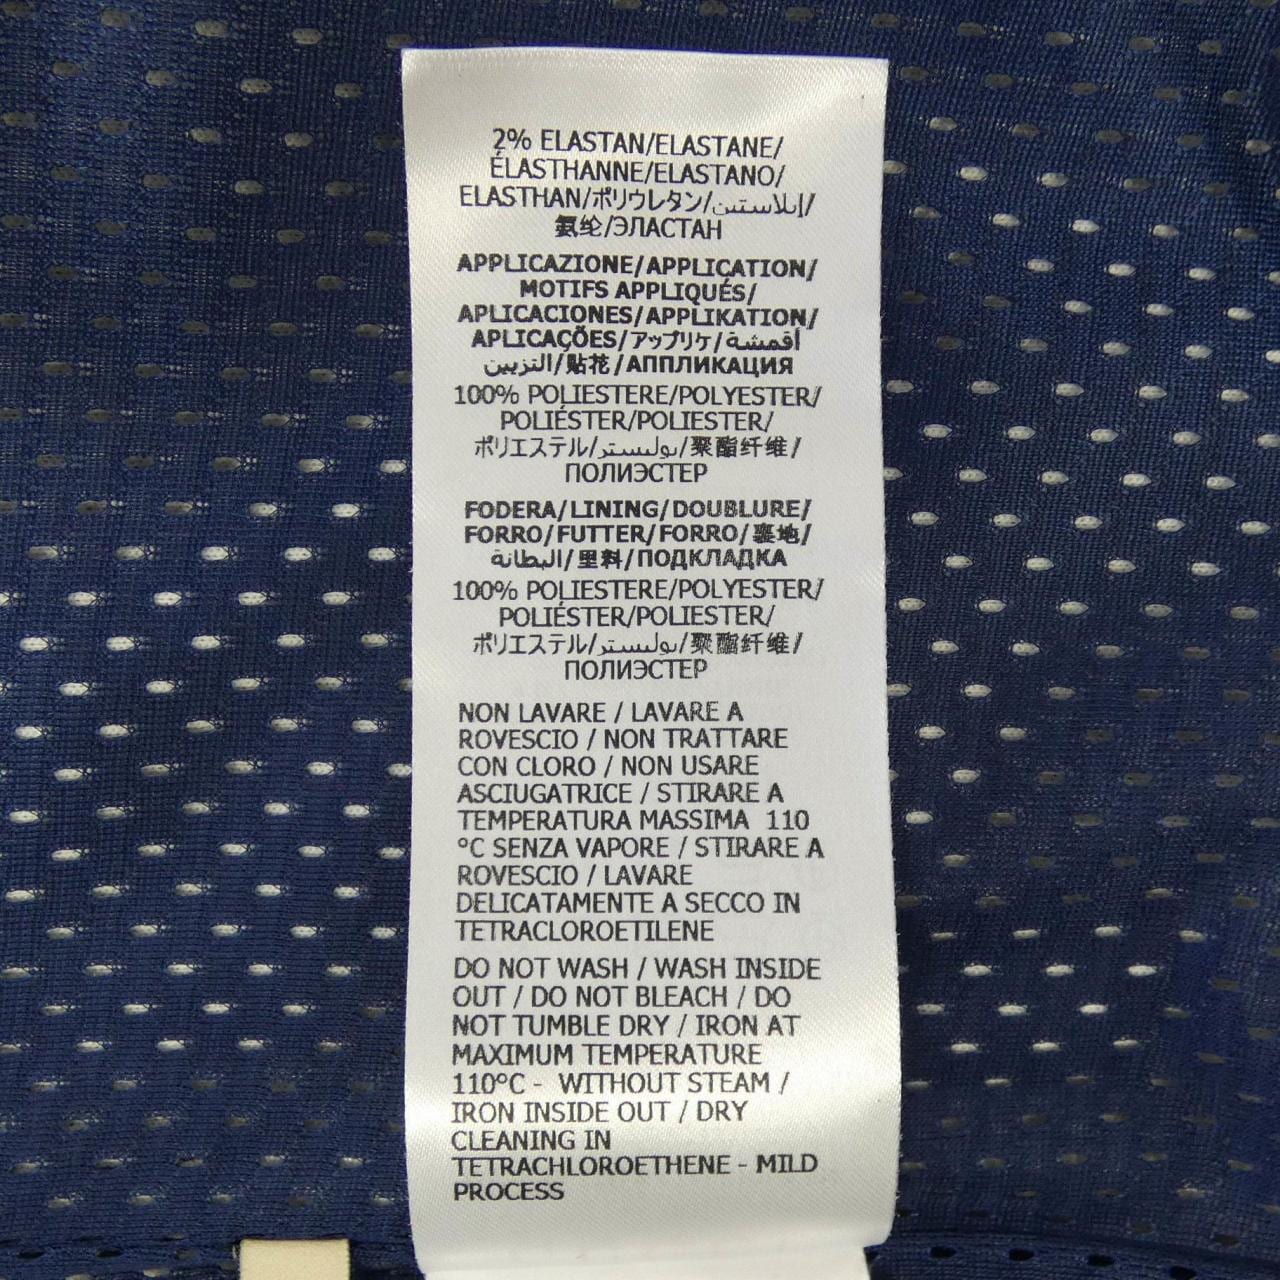 2% ELASTAN/ELASTANE/
ÉLASTHANNE/ELASTANO/
ELASTHAN/ポリウレタン/إيلاستين/
氨纶/ЭЛАСТАН
APPLICAZIONE/APPLICATION/
MOTIFS APPLIQUÉS/
APLICACIONES/APPLIKATION/
APLICAÇÕES/アップリケ/أقمشة
التزيين/贴花/АППЛИКАЦИЯ
100% POLIESTERE/POLYESTER/
POLIÉSTER/POLIESTER/
ポリエステル/بوليستر/聚酯纤维/
ПОЛИЭСТЕР
FODERA/LINING/DOUBLURE/
FORRO/FUTTER/FORRO/裏地/
البطانة/里料/ПОДКЛАДКА
100% POLIESTERE/POLYESTER/
POLIÉSTER/POLIESTER/
ポリエステル/بوليستر/聚酯纤维/
ПОЛИЭСТЕР
NON LAVARE / LAVARE A
ROVESCIO / NON TRATTARE
CON CLORO / NON USARE
ASCIUGATRICE / STIRARE A
TEMPERATURA MASSIMA 110
°C SENZA VAPORE / STIRARE A
ROVESCIO / LAVARE
DELICATAMENTE A SECCO IN
TETRACLOROETILENE
DO NOT WASH / WASH INSIDE
OUT / DO NOT BLEACH / DO
NOT TUMBLE DRY / IRON AT
MAXIMUM TEMPERATURE
110°C - WITHOUT STEAM /
IRON INSIDE OUT / DRY
CLEANING IN
TETRACHLOROETHENE - MILD
PROCESS